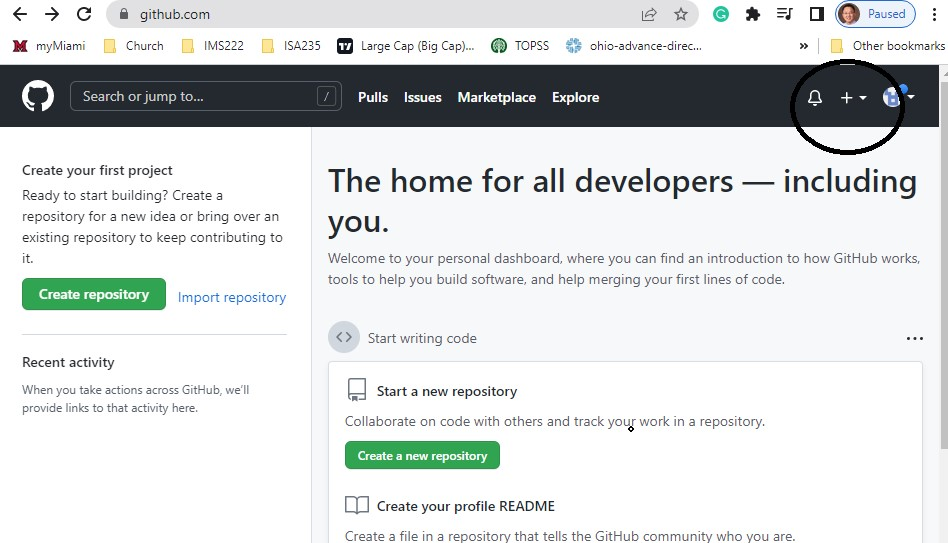 github.com
Paused
myMiami
Church
IMS222
ISA235
Large Cap (Big Cap)...
TOPSS
ohio-advance-direc...
»
Other bookmarks
Search or jump to...
/
Pulls
Issues
Marketplace
Explore
Create your first project
Ready to start building? Create a
repository for a new idea or bring over an
existing repository to keep contributing to
it.
Create repository
Import repository
Recent activity
When you take actions across GitHub, we'll
provide links to that activity here.
The home for all developers — including
you.
Welcome to your personal dashboard, where you can find an introduction to how GitHub works,
tools to help you build software, and help merging your first lines of code.
Start writing code
Start a new repository
Collaborate on code with others and track your work in a repository.
Create a new repository
Create your profile README
Create a file in a repository that tells the GitHub community who you are.